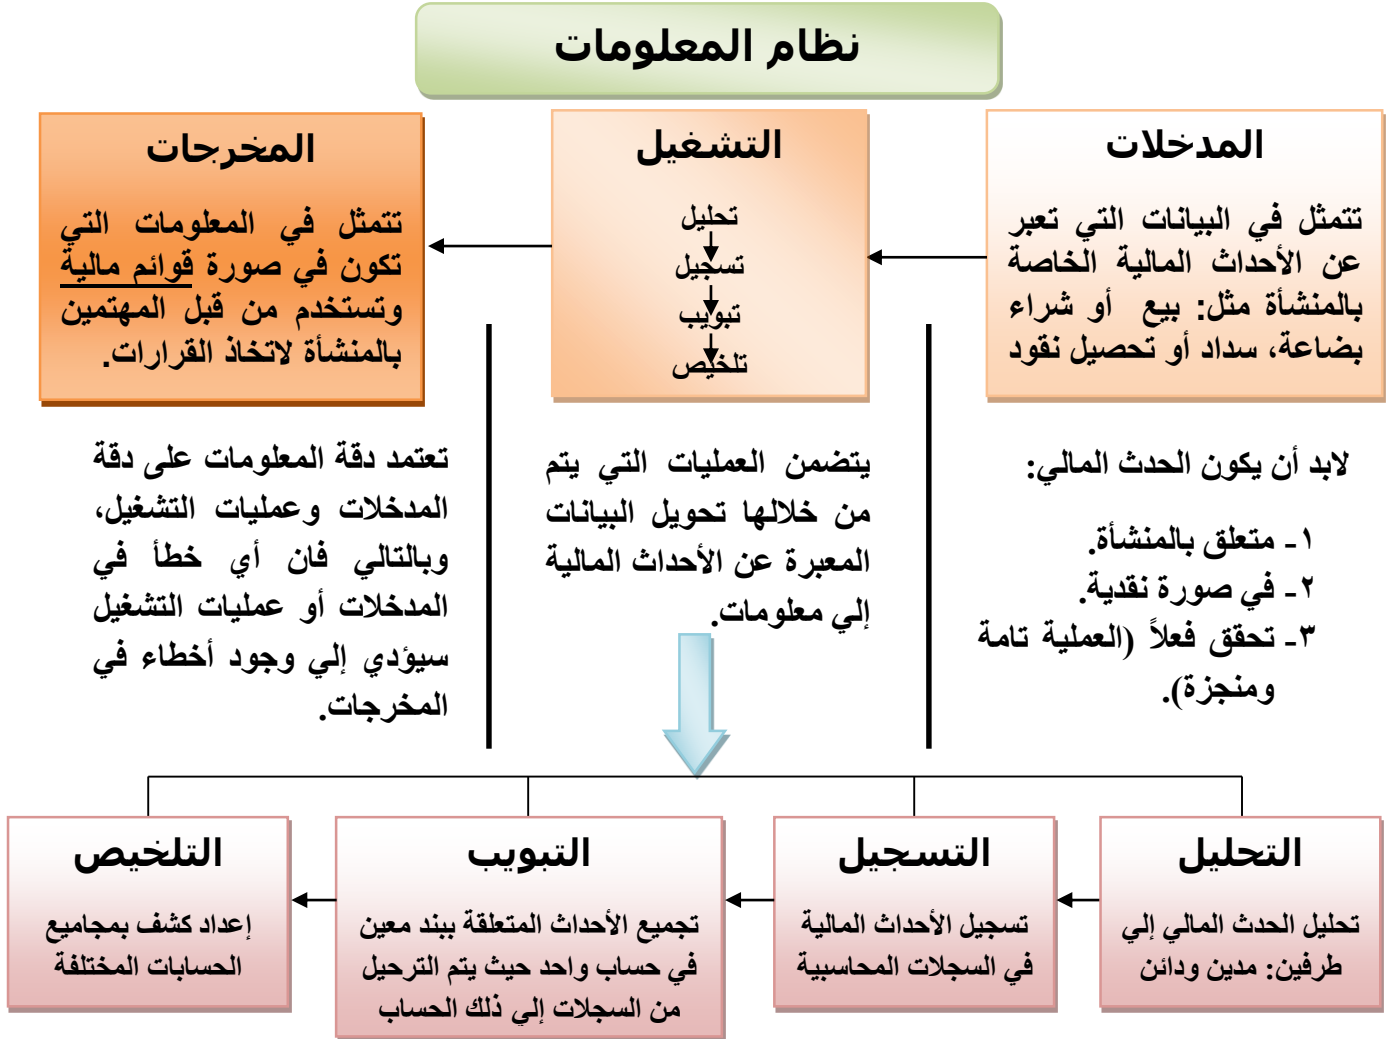 نظام المعلومات
المدخلات
تتمثل في البيانات التي تعبر
عن الأحداث المالية الخاصة
بالمنشأة مثل: بيع أو شراء
بضاعة، سداد أو تحصيل نقود
التشغيل
تحليل
تسجيل
تبويب
تلخيص
المخرجات
تتمثل في المعلومات التي
تكون في صورة قوائم مالية
وتستخدم من قبل المهتمين
بالمنشأة لاتخاذ القرارات.
لابد أن يكون الحدث المالي:
١- متعلق بالمنشأة.
٢- في صورة نقدية.
٣- تحقق فعلاً (العملية تامة
ومنجزة).
يتضمن العمليات التي يتم
من خلالها تحويل البيانات
المعبرة عن الأحداث المالية
إلي معلومات.
تعتمد دقة المعلومات على دقة
المدخلات وعمليات التشغيل،
وبالتالي فان أي خطأ في
المدخلات أو عمليات التشغيل
سيؤدي إلي وجود أخطاء في
المخرجات.
التحليل
تحليل الحدث المالي إلي
طرفين: مدين ودائن
التسجيل
تسجيل الأحداث المالية
في السجلات المحاسبية
التبويب
تجميع الأحداث المتعلقة ببند معين
في حساب واحد حيث يتم الترحيل
من السجلات إلي ذلك الحساب
التلخيص
إعداد كشف بمجاميع
الحسابات المختلفة